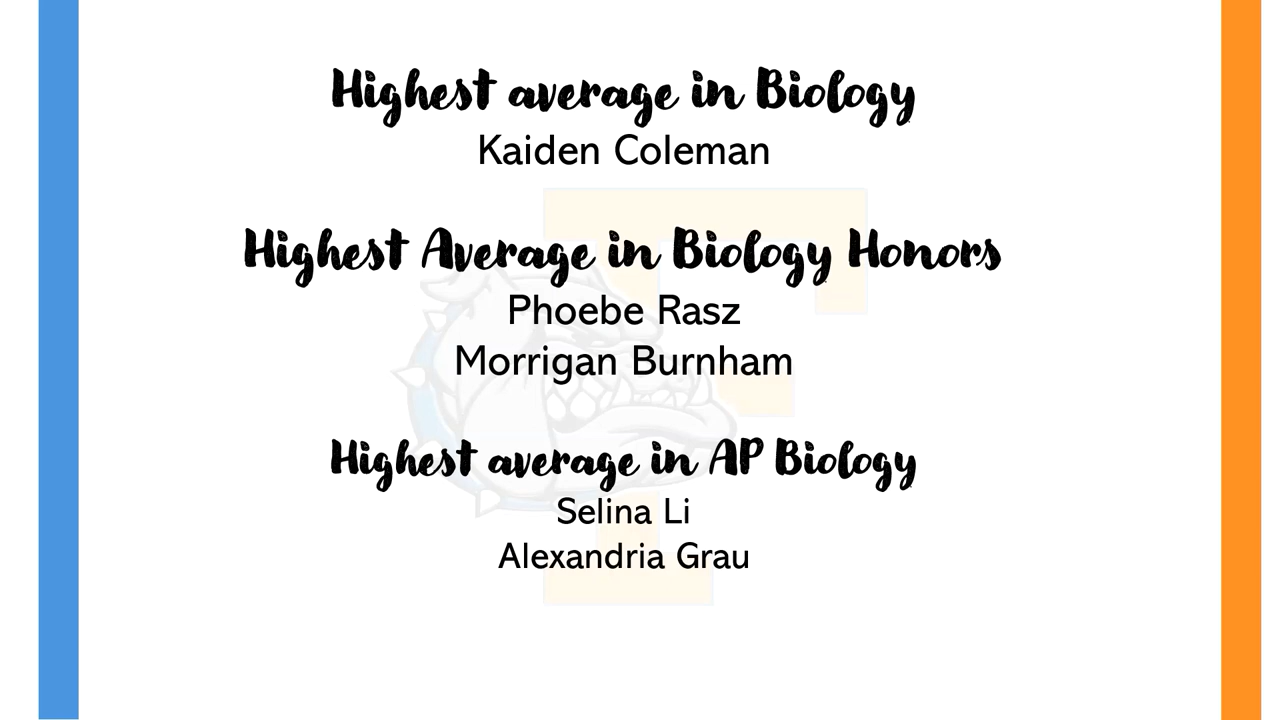 Highest average in Biology
Kaiden Coleman
Highest Average in Biology Honors
Phoebe Rasz
Morrigan Burnham
Highest average in AP Biology
Selina Li
Alexandria Grau